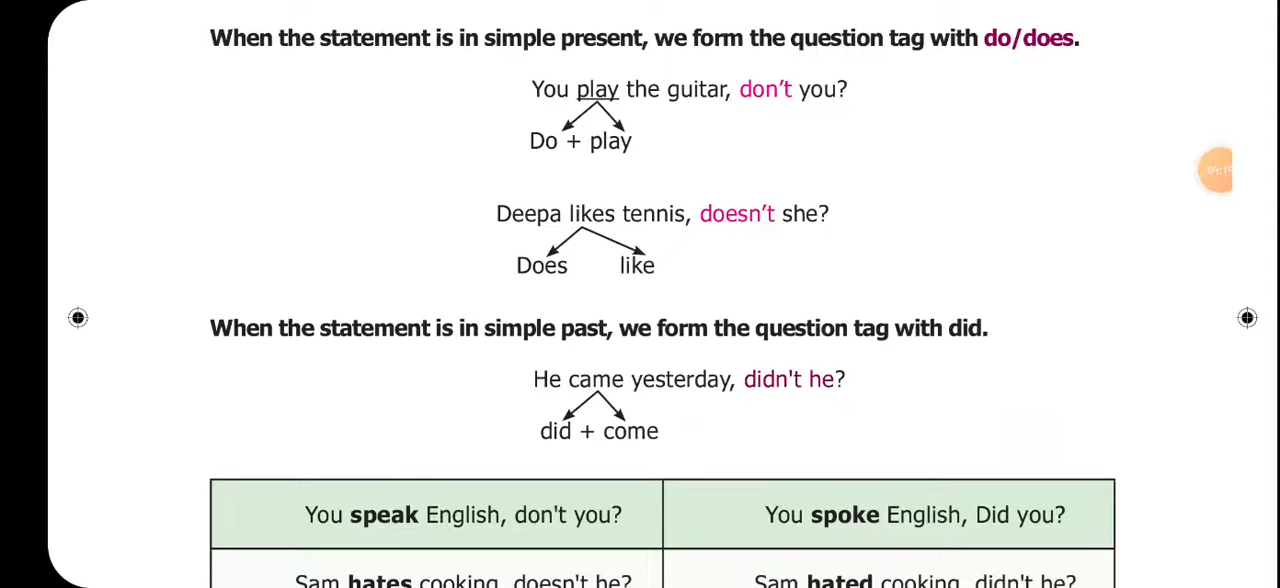 When the statement is in simple present, we form the question tag with do/does.
You play the guitar, don’t you?
Do + play
Deepa likes tennis, doesn’t she?
Does like
When the statement is in simple past, we form the question tag with did.
He came yesterday, didn't he?
did + come
You speak English, don't you? You spoke English, Did you?
Sam hates cooking, doesn't he? Sam hated cooking, didn't he?